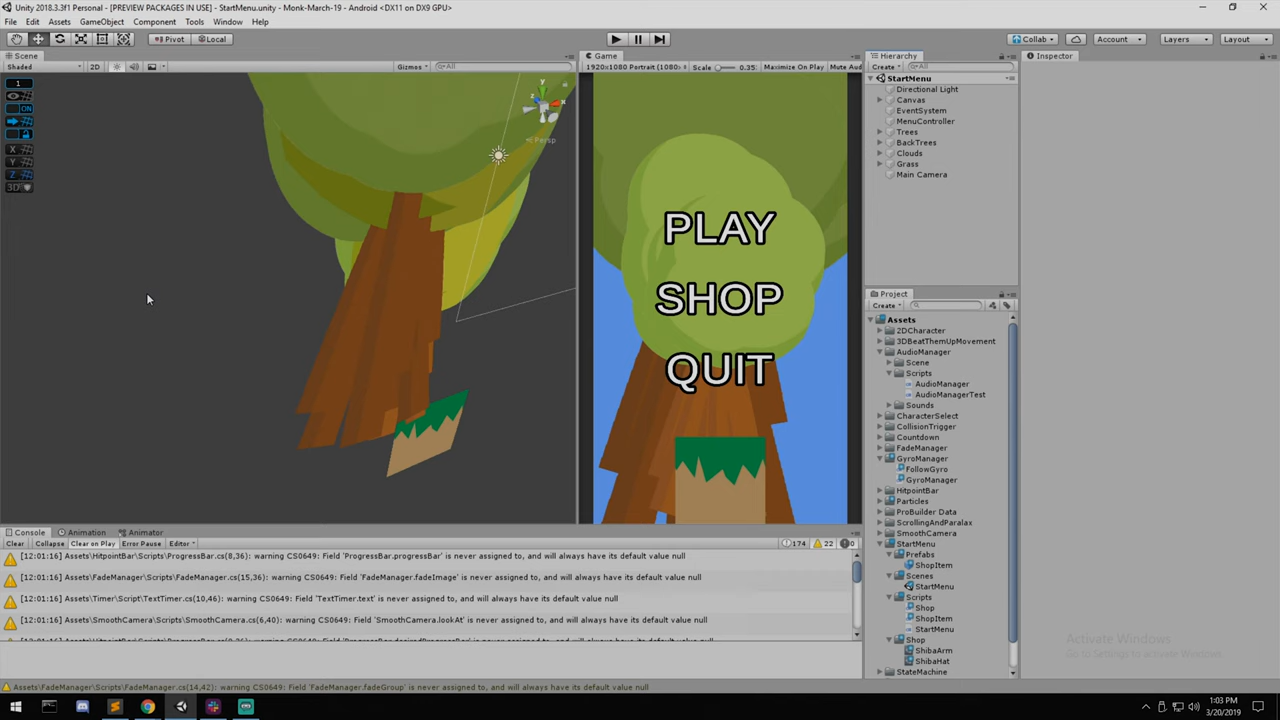 Unity 2018.3.3f1 Personal - [PREVIEW PACKAGES IN USE] - StartMenu.unity - Monk-March-19 - Android <DX11 on DX9 GPU>
File Edit Assets GameObject Component Tools Window Help
Pivot Local Collab Account Layers Layout
Scene
Shaded 2D Gizmos All
1
ON
X
Y
Z
3D
y
x
z
Persp
Game
1920x1080 Portrait (1080x Scale 0.35: Maximize On Play Mute Aud
PLAY
SHOP
QUIT
Hierarchy
Create All
StartMenu
Directional Light
Canvas
EventSystem
MenuController
Trees
BackTrees
Clouds
Grass
Main Camera
Project
Create
Assets
2DCharacter
3DBeatThemUpMovement
AudioManager
Scene
Scripts
AudioManager
AudioManagerTest
Sounds
CharacterSelect
CollisionTrigger
Countdown
FadeManager
GyroManager
FollowGyro
GyroManager
HitpointBar
Particles
ProBuilder Data
ScrollingAndParalax
SmoothCamera
StartMenu
Prefabs
ShopItem
Scenes
StartMenu
Scripts
Shop
ShopItem
StartMenu
Shop
ShibaArm
ShibaHat
StateMachine
Inspector
Console Animation Animator
Clear Collapse Clear on Play Error Pause Editor 174 22 0
[12:01:16] Assets\HitpointBar\Scripts\ProgressBar.cs(8,36): warning CS0649: Field 'ProgressBar.progressBar' is never assigned to, and will always have its default value null
[12:01:16] Assets\FadeManager\Scripts\FadeManager.cs(15,36): warning CS0649: Field 'FadeManager.fadeImage' is never assigned to, and will always have its default value null
[12:01:16] Assets\Timer\Script\TextTimer.cs(10,46): warning CS0649: Field 'TextTimer.text' is never assigned to, and will always have its default value null
[12:01:16] Assets\SmoothCamera\Scripts\SmoothCamera.cs(6,40): warning CS0649: Field 'SmoothCamera.lookAt' is never assigned to, and will always have its default value null
Assets\FadeManager\Scripts\FadeManager.cs(14,42): warning CS0649: Field 'FadeManager.fadeGroup' is never assigned to, and will always have its default value null
Activate Windows
Go to Settings to activate Windows.
1:03 PM
3/20/2019